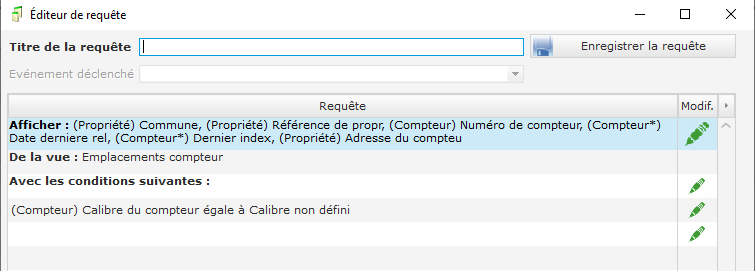 Éditeur de requête
Titre de la requête
Enregistrer la requête
Evénement déclenché
Requête
Modif.
Afficher : (Propriété) Commune, (Propriété) Référence de propr, (Compteur) Numéro de compteur, (Compteur*)
Date derniere rel, (Compteur*) Dernier index, (Propriété) Adresse du compteu
De la vue : Emplacements compteur
Avec les conditions suivantes :
(Compteur) Calibre du compteur égale à Calibre non défini